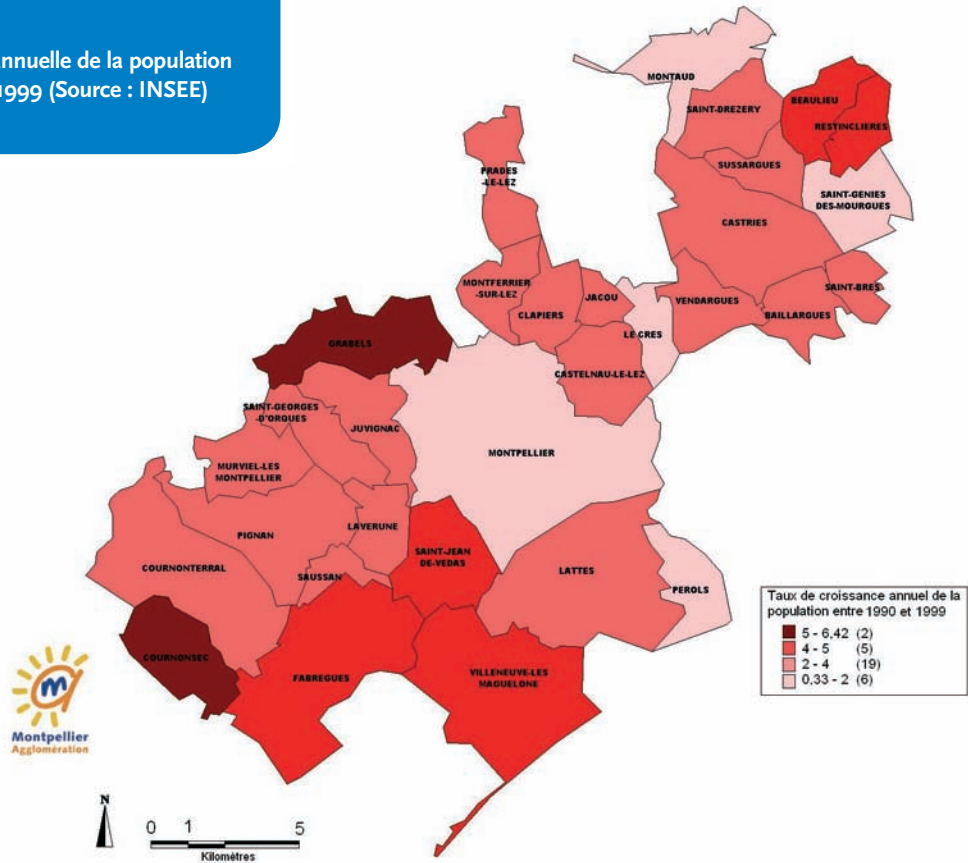 nnuelle de la population
1999 (Source : INSEE)
MONTAUD
SAINT-DREZERY
BEAULIEU
RESTINCLIERES
SUSSARGUES
PRADES
-LE-LEZ
SAINT-GENIES
DES-MOURGUES
CASTRIES
MONTFERRIER
-SUR-LEZ
JACOU
CLAPIERS
VENDARGUES
SAINT-BRES
BAILLARGUES
LE CRES
GRABELS
CASTELNAU-LE-LEZ
SAINT-GEORGES
-D'ORQUES
JUVIGNAC
MONTPELLIER
MURVIEL-LES
MONTPELLIER
LAVERUNE
PIGNAN
SAINT-JEAN
DE-VEDAS
COURNONTERRAL
SAUSSAN
LATTES
PEROLS
COURNONSEC
FABREGUES
VILLENEUVE-LES
MAGUELONE
Taux de croissance annuel de la
population entre 1990 et 1999
5 - 6,42 (2)
4 - 5 (5)
2 - 4 (19)
0,33 - 2 (6)
m
Montpellier
Agglomération
N
0 1 5
Kilomètres